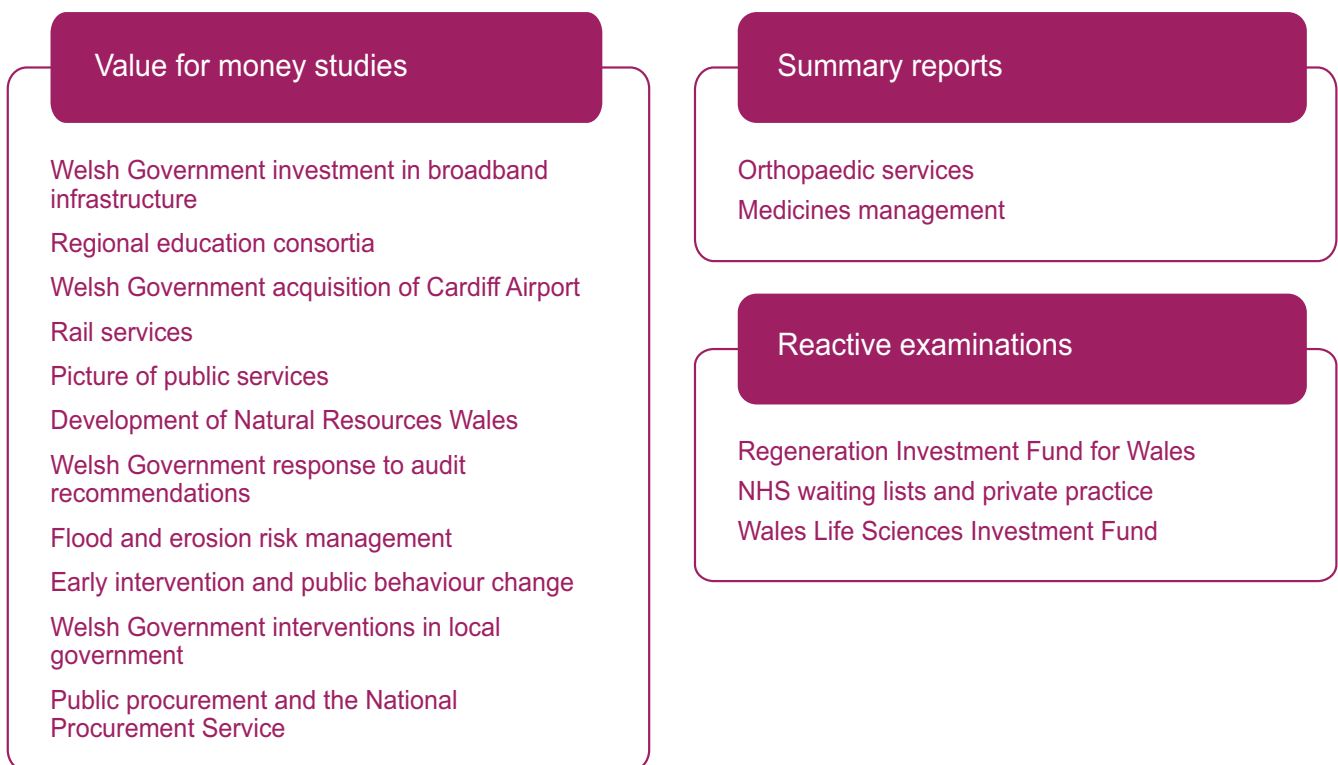 Value for money studies
Welsh Government investment in broadband
infrastructure
Regional education consortia
Welsh Government acquisition of Cardiff Airport
Rail services
Picture of public services
Development of Natural Resources Wales
Welsh Government response to audit
recommendations
Flood and erosion risk management
Early intervention and public behaviour change
Welsh Government interventions in local
government
Public procurement and the National
Procurement Service
Summary reports
Orthopaedic services
Medicines management
Reactive examinations
Regeneration Investment Fund for Wales
NHS waiting lists and private practice
Wales Life Sciences Investment Fund